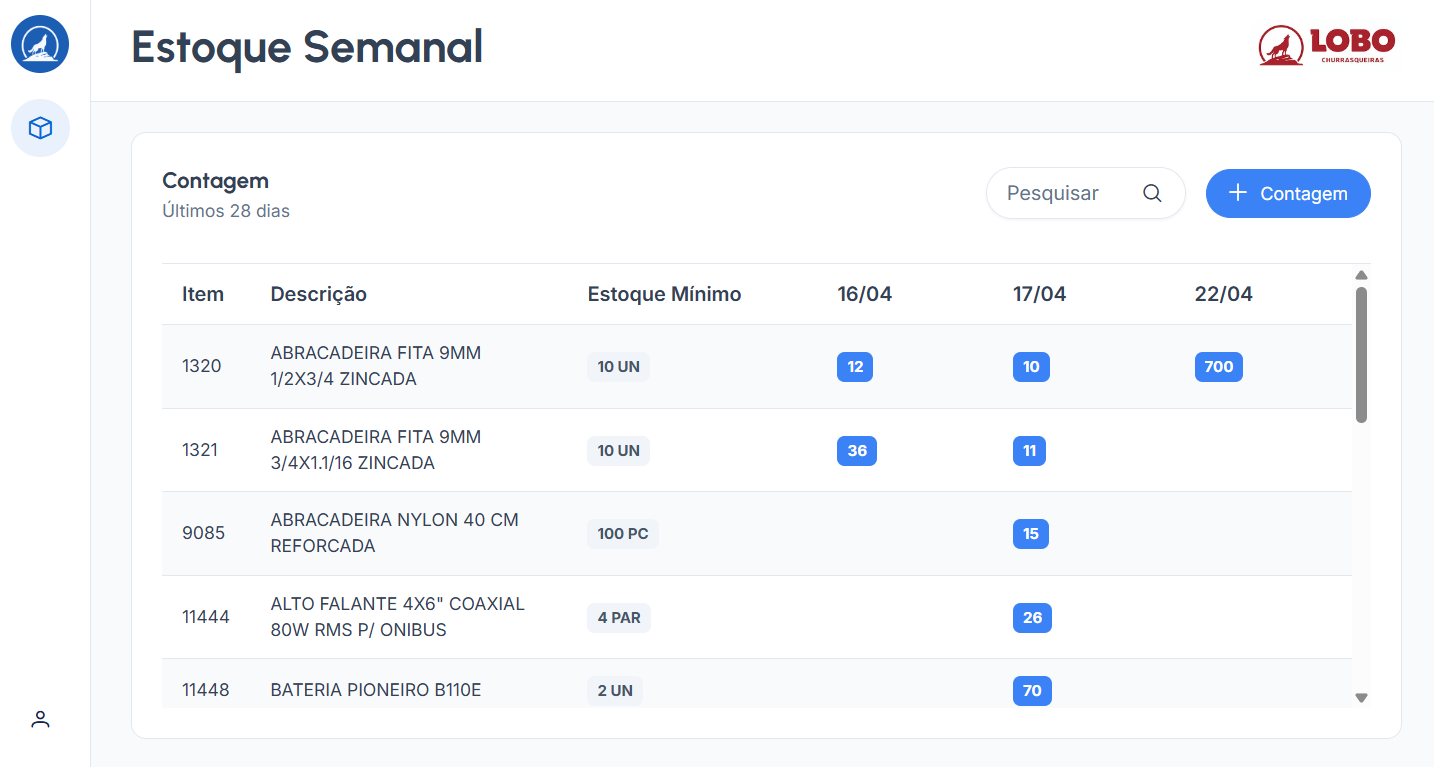 Estoque Semanal
LOBO
CHURRASQUEIRAS
Contagem
Últimos 28 dias
Pesquisar
Contagem
Item Descrição Estoque Mínimo 16/04 17/04 22/04
1320 ABRACADEIRA FITA 9MM 10 UN 12 10 700
1/2X3/4 ZINCADA
1321 ABRACADEIRA FITA 9MM 10 UN 36 11
3/4X1.1/16 ZINCADA
9085 ABRACADEIRA NYLON 40 CM 100 PC 15
REFORCADA
11444 ALTO FALANTE 4X6" COAXIAL 4 PAR 26
80W RMS P/ ONIBUS
11448 BATERIA PIONEIRO B110E 2 UN 70